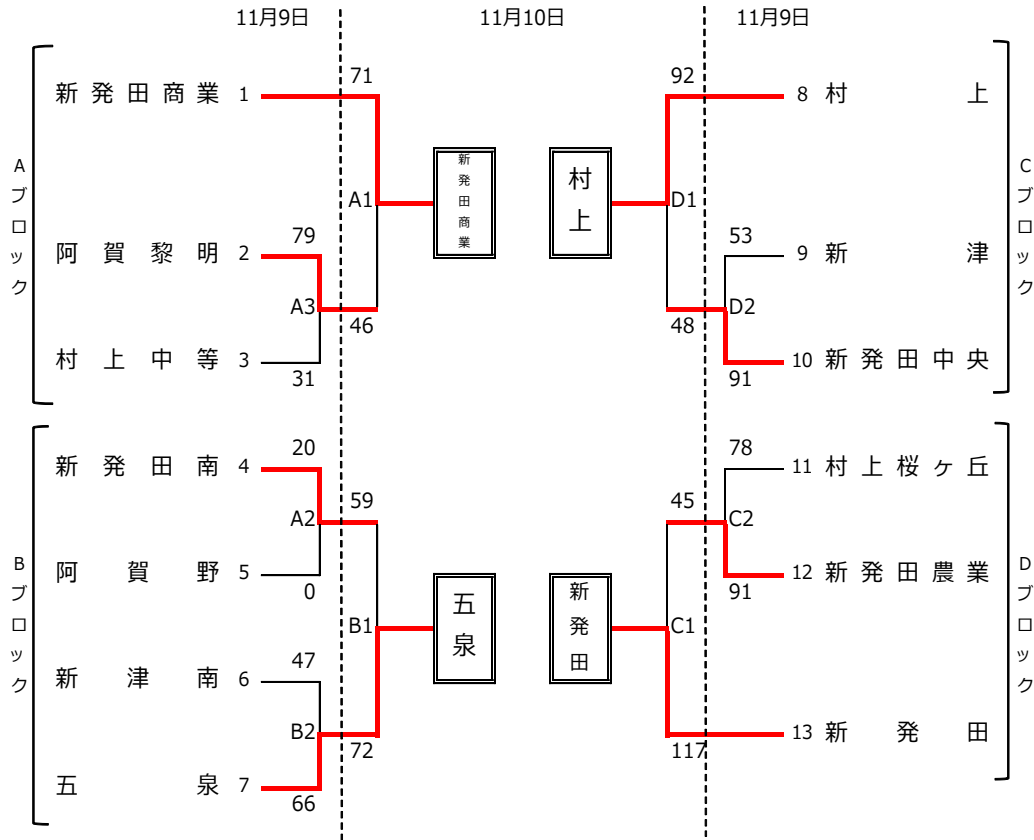 11月9日
11月10日
11月9日
Aブロック
新発田商業 1
71
阿賀黎明 2
79
A3
A1
46
村上中等 3
31
新発田商業
Bブロック
新発田南 4
20
A2
59
阿賀野 5
0
B1
新津南 6
47
B2
72
五泉 7
66
五泉
村上
92
8 村上
D1
53
9 新津
D2
48
10 新発田中央
91
Cブロック
新発田
78
11 村上桜ヶ丘
45
C2
12 新発田農業
91
C1
13 新発田
117
Dブロック